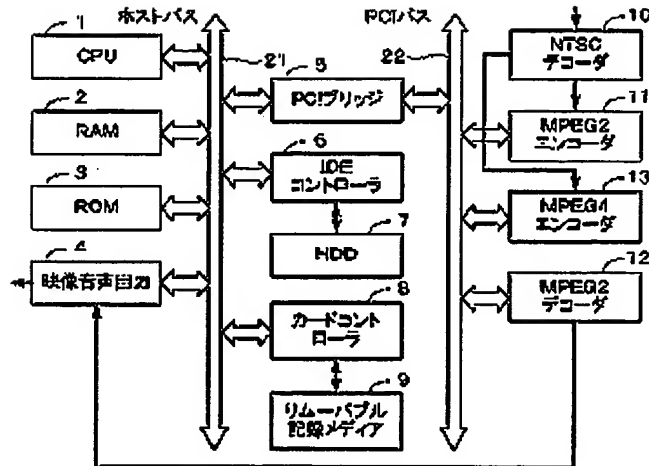 ホストバス
PCIバス
1
CPU
21
22
10
NTSC
デコーダ
5
PCIブリッジ
2
RAM
11
MPEG2
エンコーダ
6
IDE
コントローラ
3
ROM
13
MPEG4
エンコーダ
7
HDD
4
映像音声
12
MPEG2
デコーダ
8
カードコント
ローラ
9
リムーバブル
記録メディア